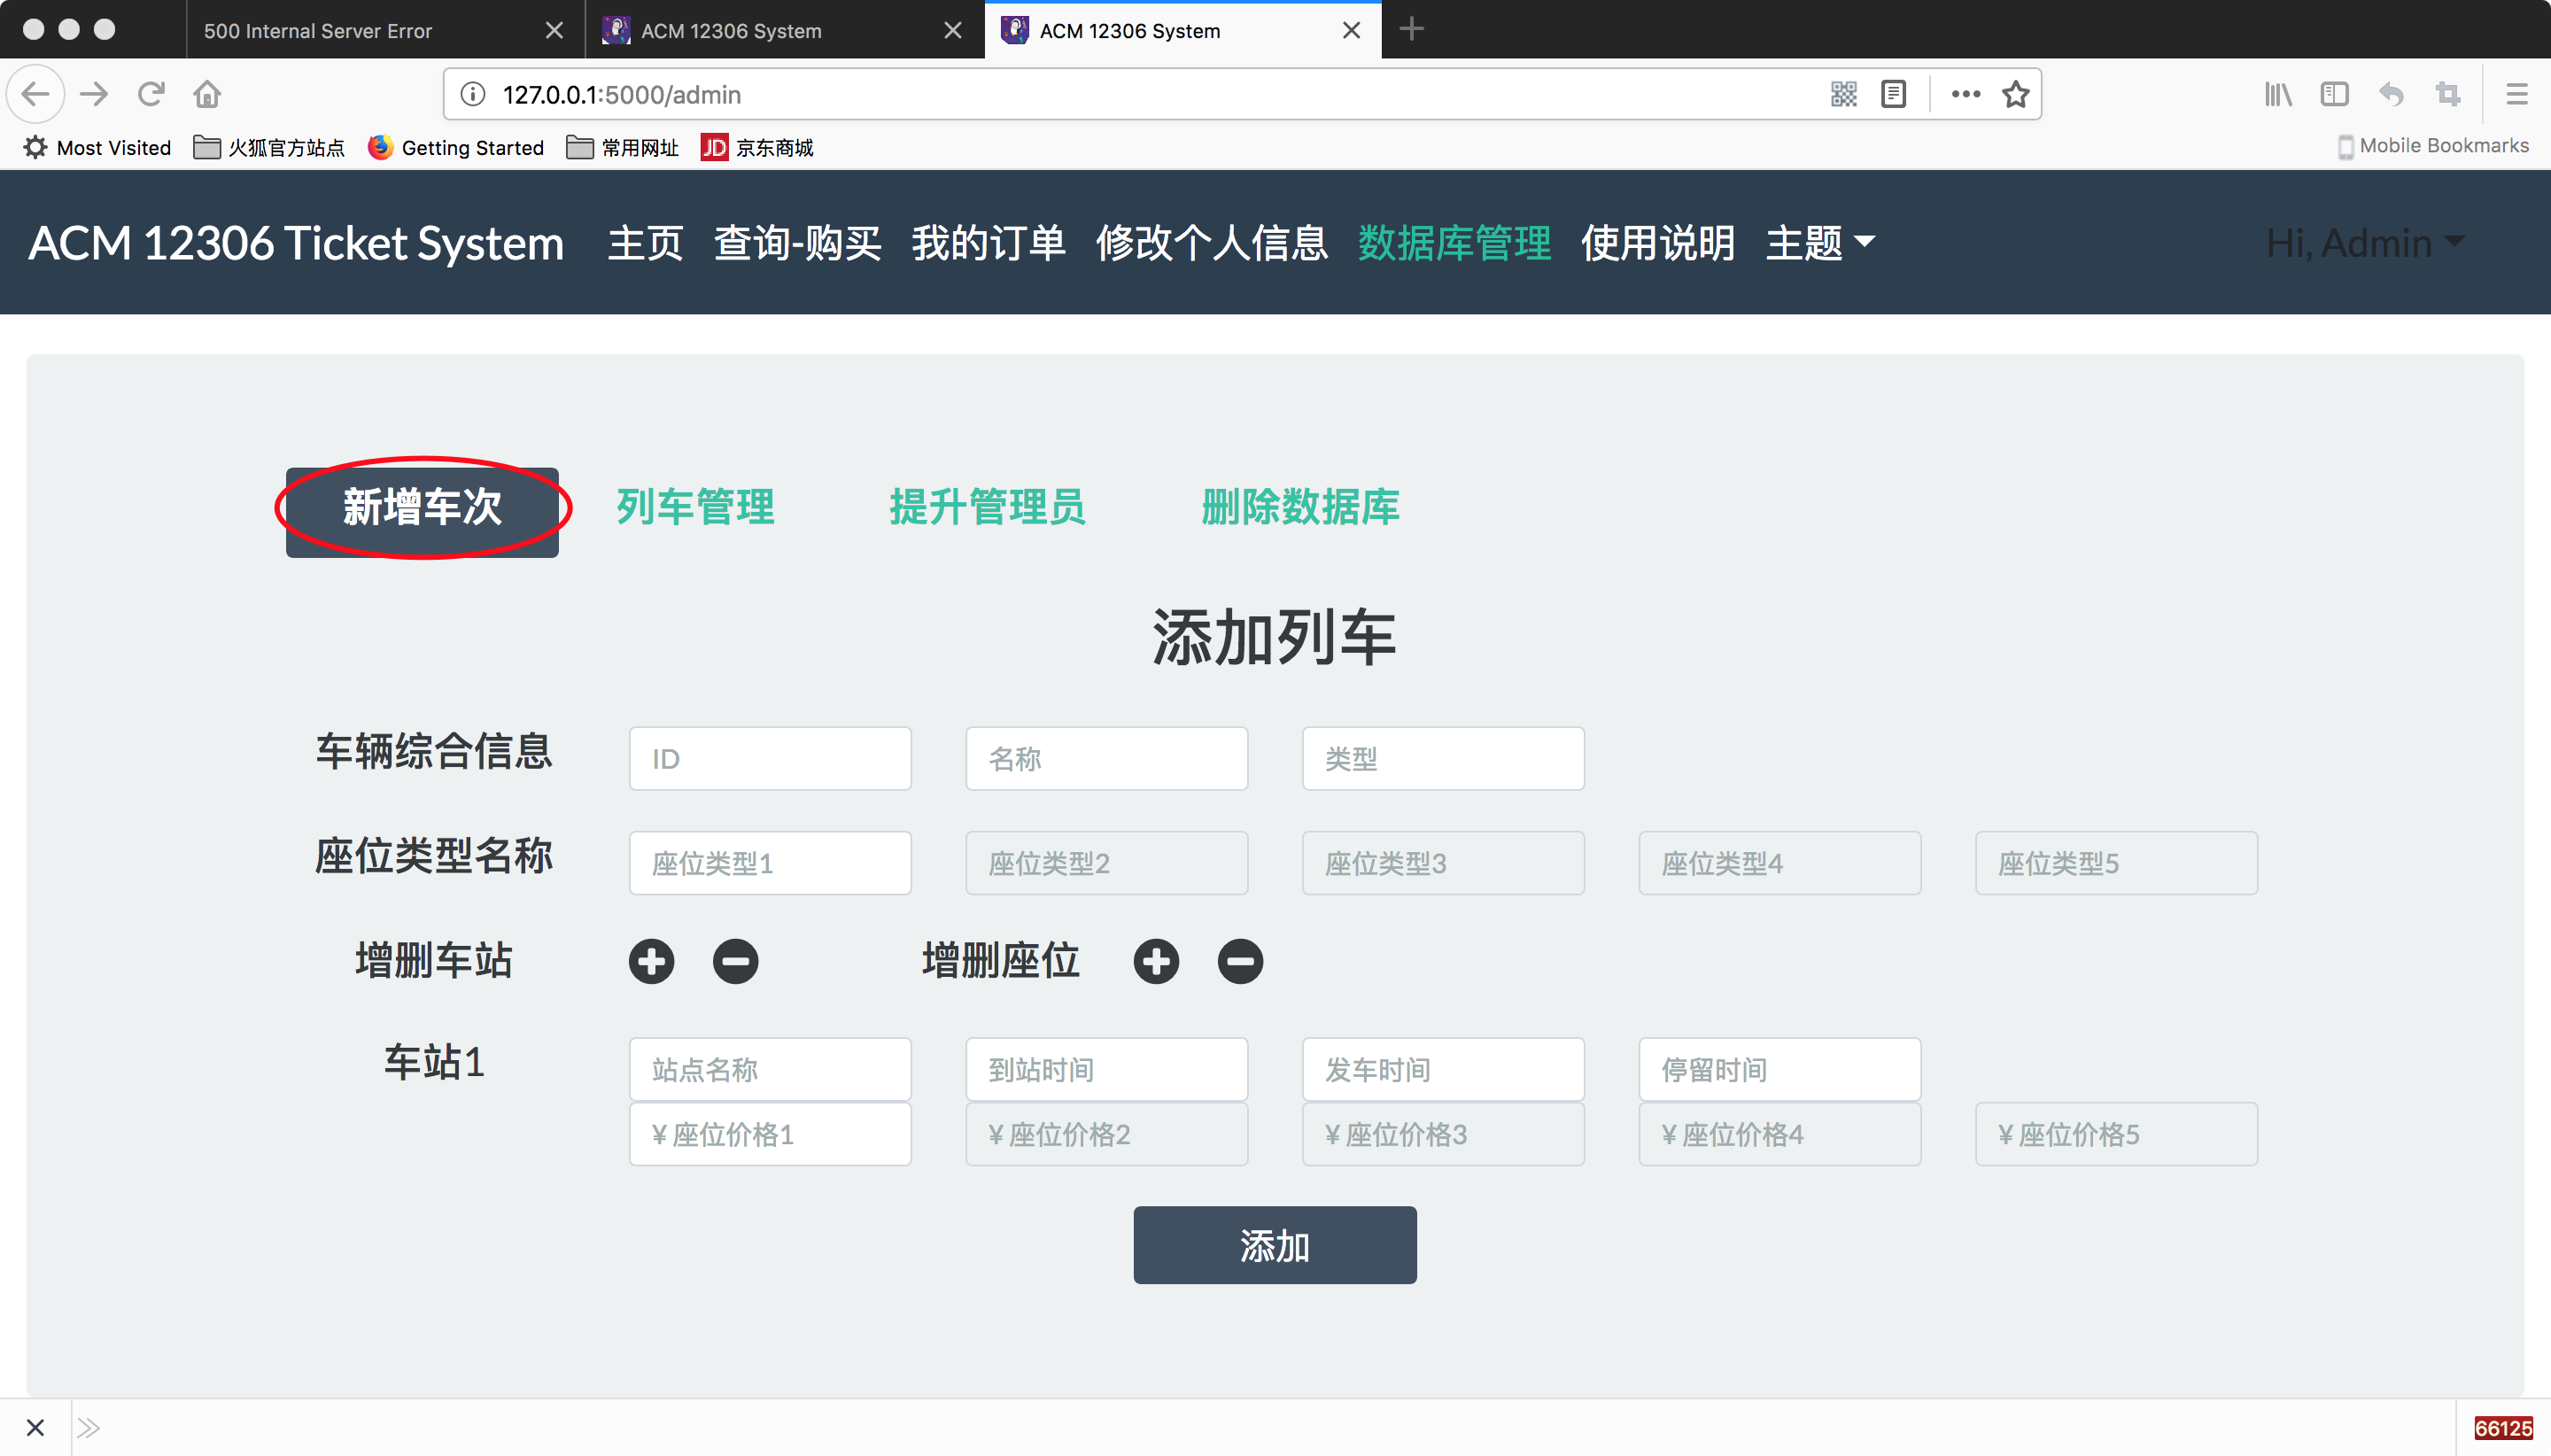 500 Internal Server Error
ACM 12306 System
ACM 12306 System
127.0.0.1:5000/admin
Most Visited 火狐官方站点 Getting Started 常用网址 JD 京东商城 Mobile Bookmarks
ACM 12306 Ticket System 主页 查询-购买 我的订单 修改个人信息 数据库管理 使用说明 主题 Hi, Admin
新增车次 列车管理 提升管理员 删除数据库
添加列车
车辆综合信息 ID 名称 类型
座位类型名称 座位类型1 座位类型2 座位类型3 座位类型4 座位类型5
增删车站 增删座位
车站1 站点名称 到站时间 发车时间 停留时间
¥ 座位价格1 ¥ 座位价格2 ¥ 座位价格3 ¥ 座位价格4 ¥ 座位价格5
添加
66125